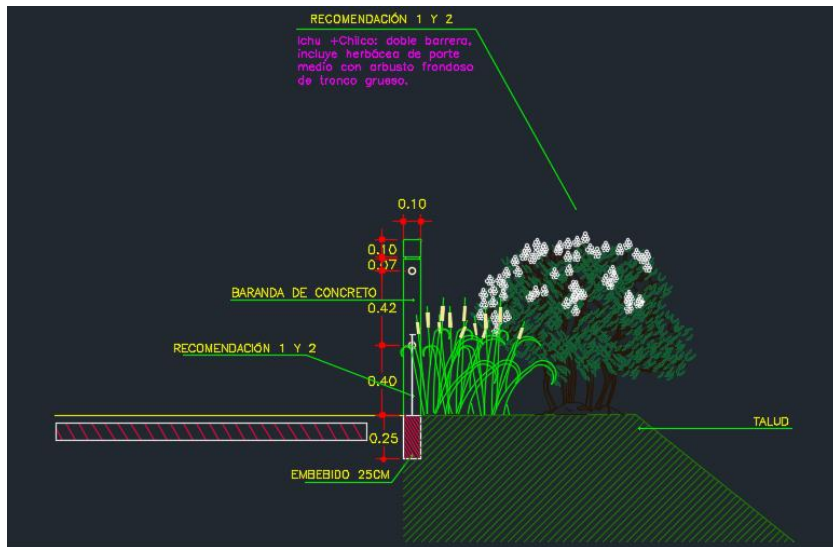 RECOMENDACIÓN 1 Y 2
Ichu +Chilco: doble barrera,
incluye herbácea de porte
medio con arbusto frondoso
de tronco grueso.
0.10
0.10
0.07
BARANDA DE CONCRETO
0.42
RECOMENDACIÓN 1 Y 2
0.40
TALUD
0.25
EMBEBIDO 25CM